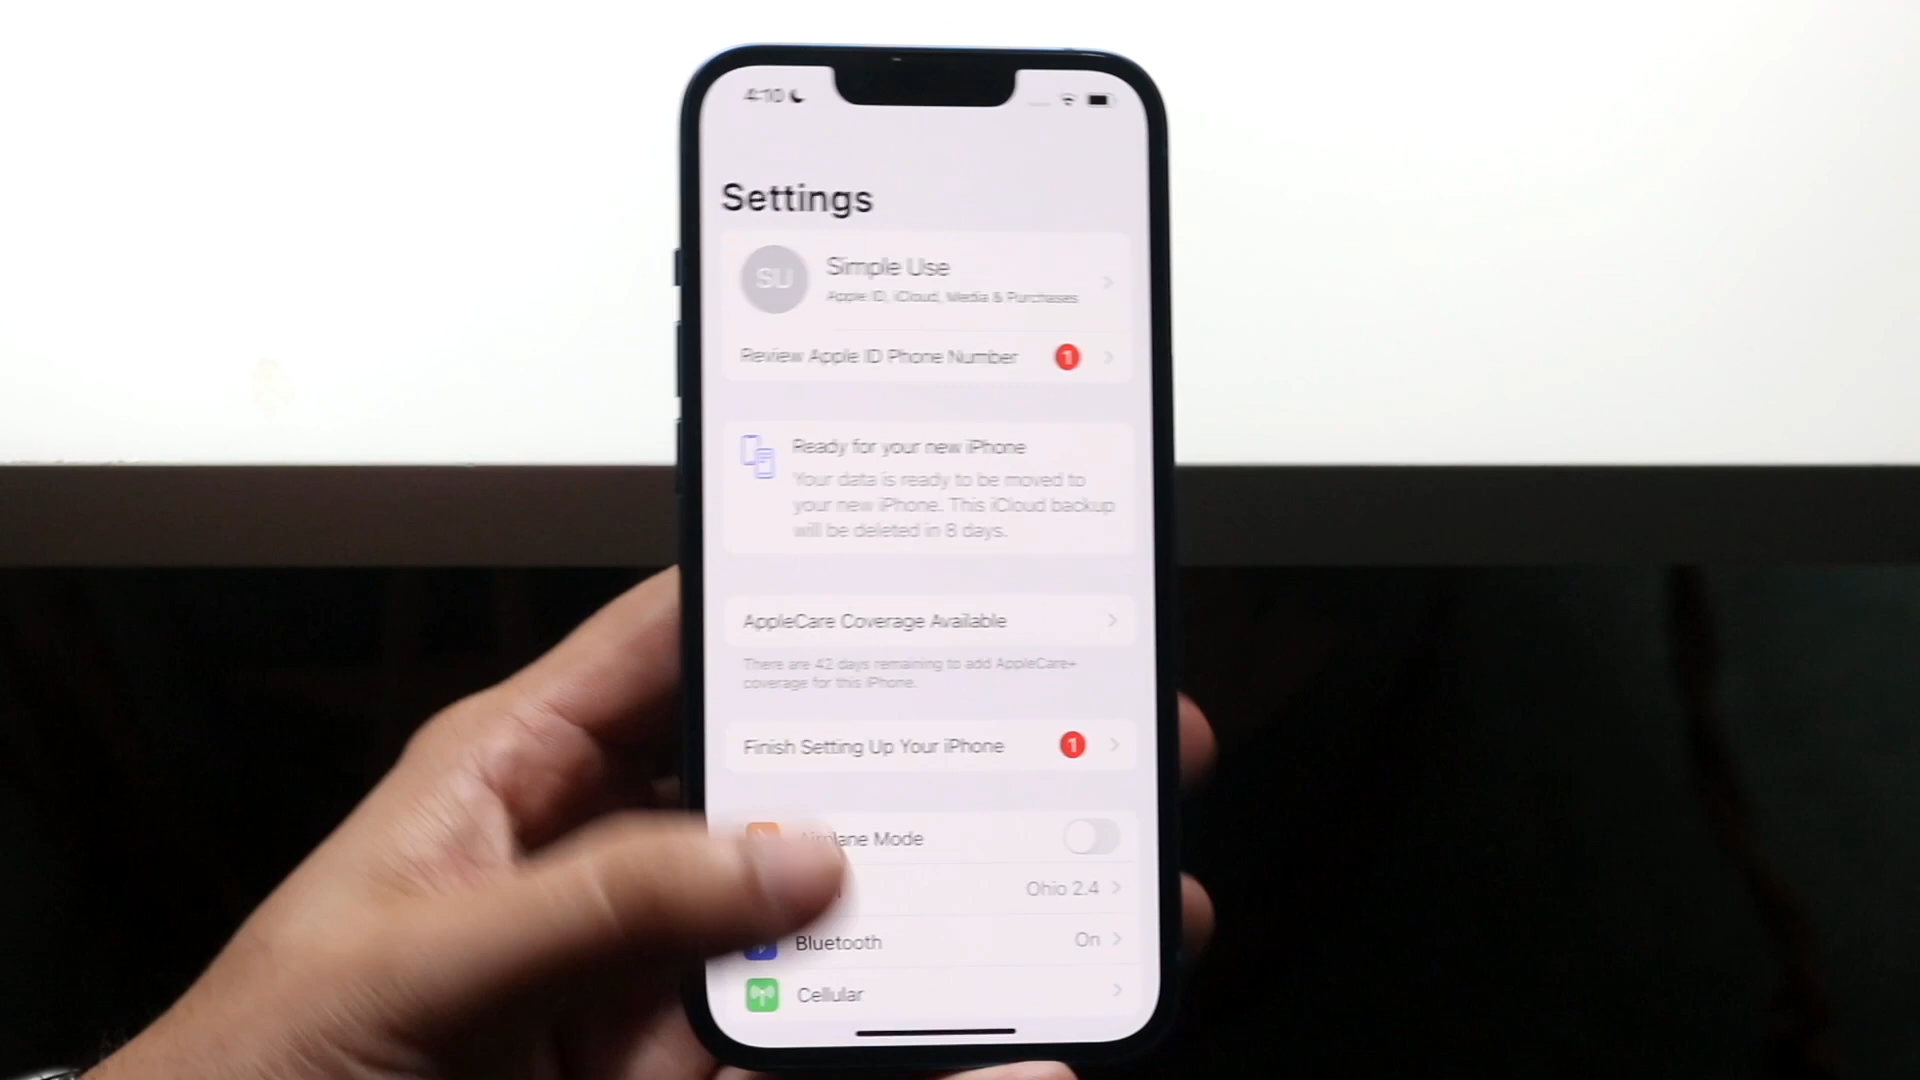 4:10
Settings
SU
Simple Use
Apple ID, iCloud, Media & Purchases
Review Apple ID Phone Number 1
Ready for your new iPhone
Your data is ready to be moved to
your new iPhone. This iCloud backup
will be deleted in 8 days.
AppleCare Coverage Available
There are 42 days remaining to add AppleCare+
coverage for this iPhone.
Finish Setting Up Your iPhone 1
Airplane Mode
Ohio 2.4
Bluetooth On
Cellular